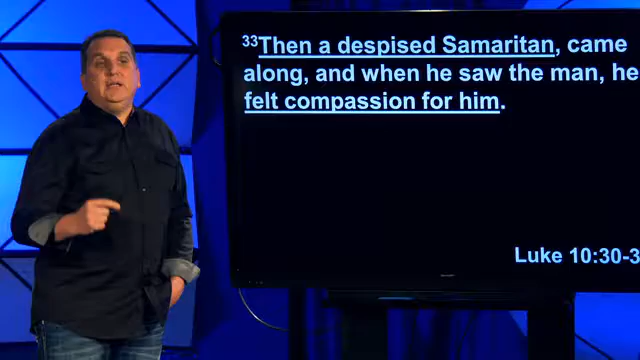 33Then a despised Samaritan, came
along, and when he saw the man, he
felt compassion for him.
Luke 10:30-3